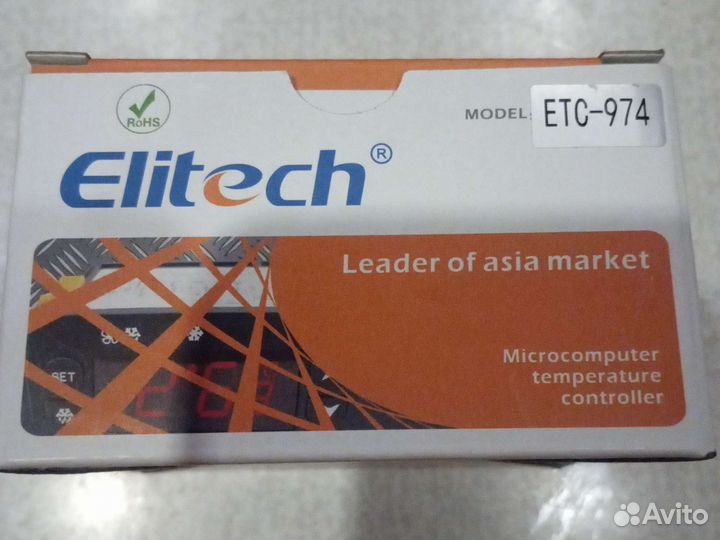 RoHS
MODEL: ETC-974
Elitech®
Leader of asia market
SET
Microcomputer
temperature
controller
Avito